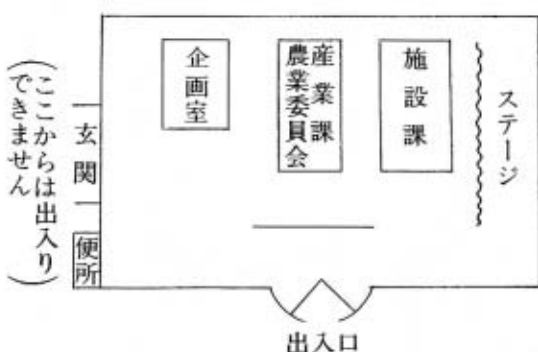 ステージ
施設課
産業課
農業委員会
企画室
玄関
便所
（ここからは出入り
できません）
出入口